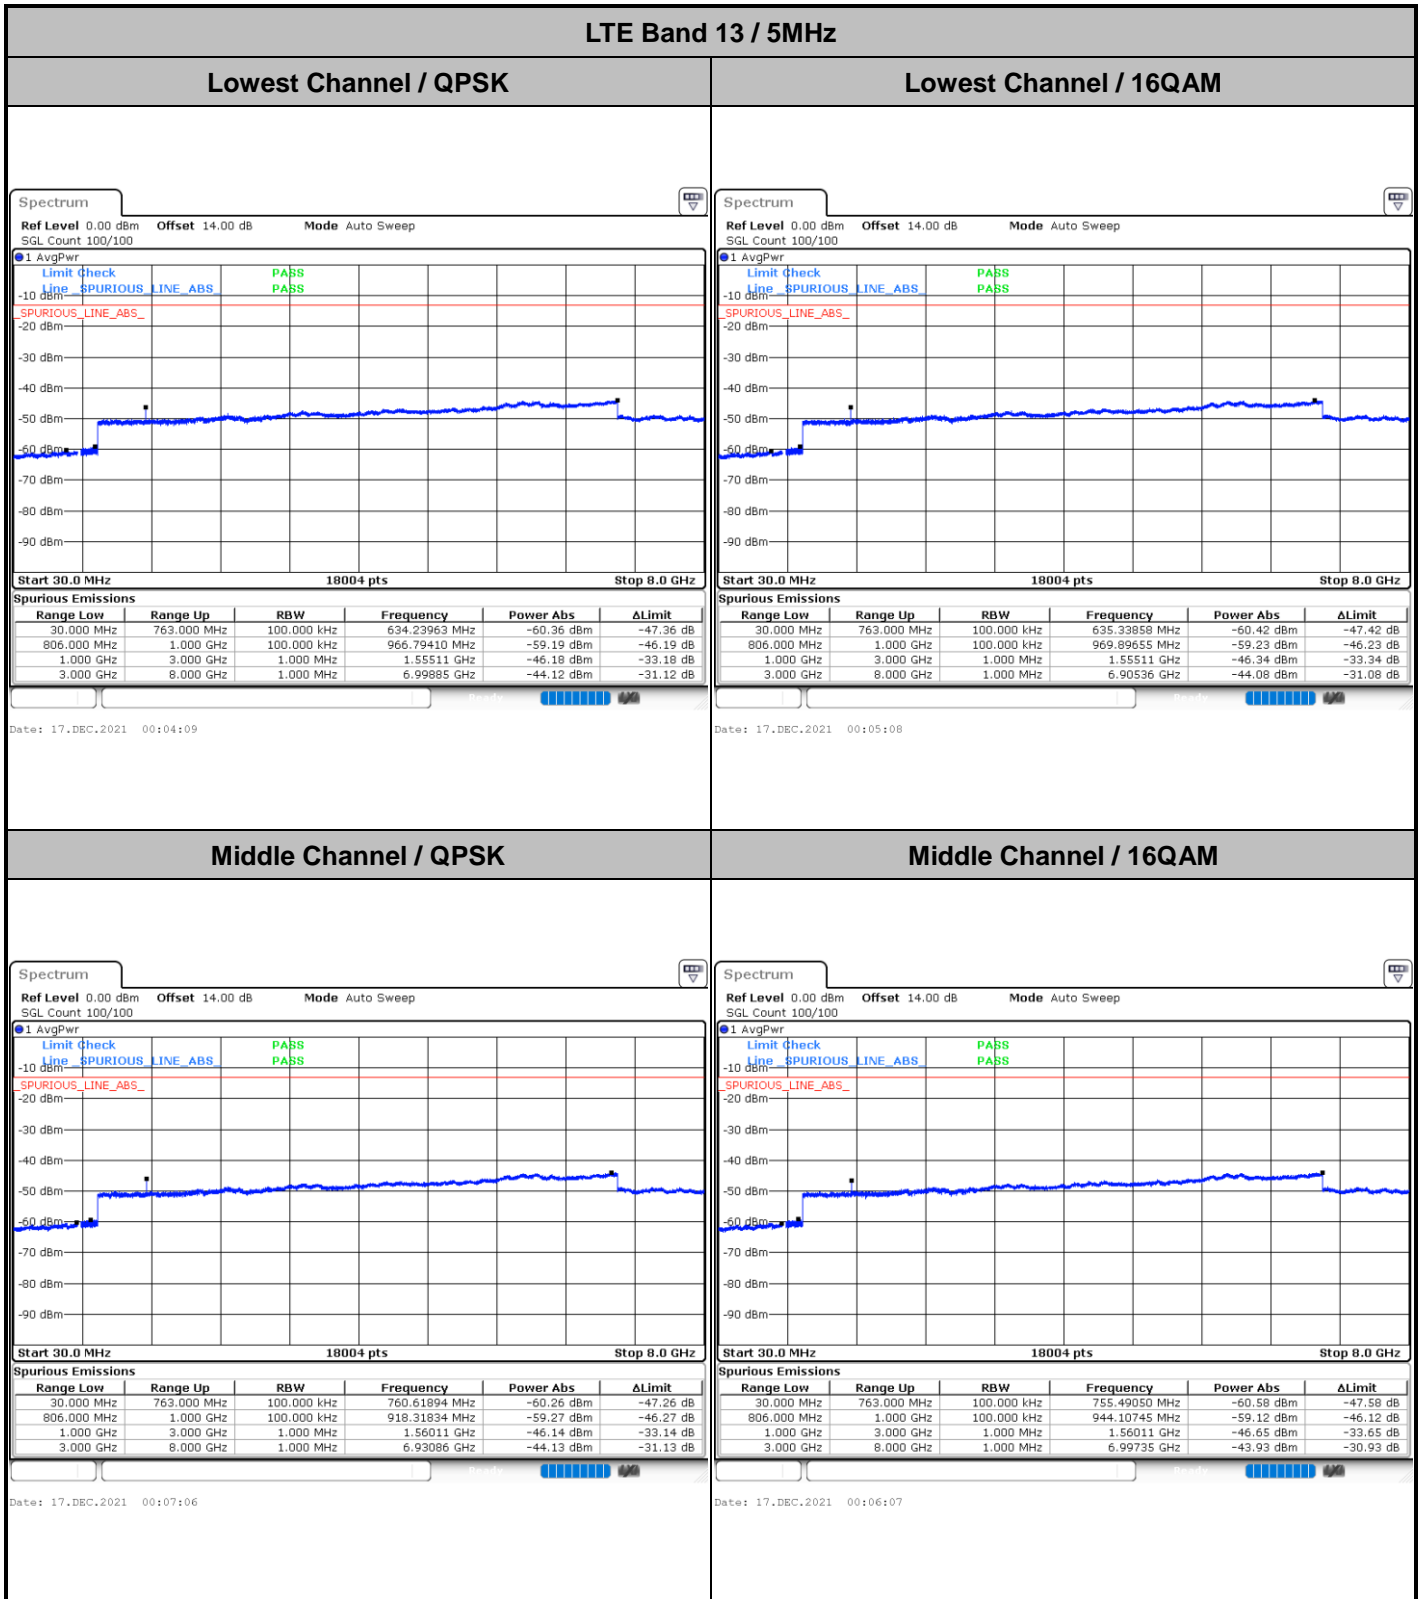 LTE Band 13 / 5MHz
Lowest Channel / QPSK
Lowest Channel / 16QAM
Spectrum
Ref Level 0.00 dBm Offset 14.00 dB Mode Auto Sweep
SGL Count 100/100
1 AvgPwr
Limit Check PASS
Line _SPURIOUS_LINE_ABS_ PASS
-10 dBm
_SPURIOUS_LINE_ABS_
-20 dBm
-30 dBm
-40 dBm
-50 dBm
-60 dBm
-70 dBm
-80 dBm
-90 dBm
Start 30.0 MHz 18004 pts Stop 8.0 GHz
Spurious Emissions
Range Low Range Up RBW Frequency Power Abs ΔLimit
30.000 MHz 763.000 MHz 100.000 kHz 634.23963 MHz -60.36 dBm -47.36 dB
806.000 MHz 1.000 GHz 100.000 kHz 966.79410 MHz -59.19 dBm -46.19 dB
1.000 GHz 3.000 GHz 1.000 MHz 1.55511 GHz -46.18 dBm -33.18 dB
3.000 GHz 8.000 GHz 1.000 MHz 6.99885 GHz -44.12 dBm -31.12 dB
Ready
Date: 17.DEC.2021 00:04:09
Spectrum
Ref Level 0.00 dBm Offset 14.00 dB Mode Auto Sweep
SGL Count 100/100
1 AvgPwr
Limit Check PASS
Line _SPURIOUS_LINE_ABS_ PASS
-10 dBm
_SPURIOUS_LINE_ABS_
-20 dBm
-30 dBm
-40 dBm
-50 dBm
-60 dBm
-70 dBm
-80 dBm
-90 dBm
Start 30.0 MHz 18004 pts Stop 8.0 GHz
Spurious Emissions
Range Low Range Up RBW Frequency Power Abs ΔLimit
30.000 MHz 763.000 MHz 100.000 kHz 635.33858 MHz -60.42 dBm -47.42 dB
806.000 MHz 1.000 GHz 100.000 kHz 969.89655 MHz -59.23 dBm -46.23 dB
1.000 GHz 3.000 GHz 1.000 MHz 1.55511 GHz -46.34 dBm -33.34 dB
3.000 GHz 8.000 GHz 1.000 MHz 6.90536 GHz -44.08 dBm -31.08 dB
Ready
Date: 17.DEC.2021 00:05:08
Middle Channel / QPSK
Middle Channel / 16QAM
Spectrum
Ref Level 0.00 dBm Offset 14.00 dB Mode Auto Sweep
SGL Count 100/100
1 AvgPwr
Limit Check PASS
Line _SPURIOUS_LINE_ABS_ PASS
-10 dBm
_SPURIOUS_LINE_ABS_
-20 dBm
-30 dBm
-40 dBm
-50 dBm
-60 dBm
-70 dBm
-80 dBm
-90 dBm
Start 30.0 MHz 18004 pts Stop 8.0 GHz
Spurious Emissions
Range Low Range Up RBW Frequency Power Abs ΔLimit
30.000 MHz 763.000 MHz 100.000 kHz 760.61894 MHz -60.26 dBm -47.26 dB
806.000 MHz 1.000 GHz 100.000 kHz 918.31834 MHz -59.27 dBm -46.27 dB
1.000 GHz 3.000 GHz 1.000 MHz 1.56011 GHz -46.14 dBm -33.14 dB
3.000 GHz 8.000 GHz 1.000 MHz 6.93086 GHz -44.13 dBm -31.13 dB
Ready
Date: 17.DEC.2021 00:07:06
Spectrum
Ref Level 0.00 dBm Offset 14.00 dB Mode Auto Sweep
SGL Count 100/100
1 AvgPwr
Limit Check PASS
Line _SPURIOUS_LINE_ABS_ PASS
-10 dBm
_SPURIOUS_LINE_ABS_
-20 dBm
-30 dBm
-40 dBm
-50 dBm
-60 dBm
-70 dBm
-80 dBm
-90 dBm
Start 30.0 MHz 18004 pts Stop 8.0 GHz
Spurious Emissions
Range Low Range Up RBW Frequency Power Abs ΔLimit
30.000 MHz 763.000 MHz 100.000 kHz 755.49050 MHz -60.58 dBm -47.58 dB
806.000 MHz 1.000 GHz 100.000 kHz 944.10745 MHz -59.12 dBm -46.12 dB
1.000 GHz 3.000 GHz 1.000 MHz 1.56011 GHz -46.65 dBm -33.65 dB
3.000 GHz 8.000 GHz 1.000 MHz 6.99735 GHz -43.93 dBm -30.93 dB
Ready
Date: 17.DEC.2021 00:06:07